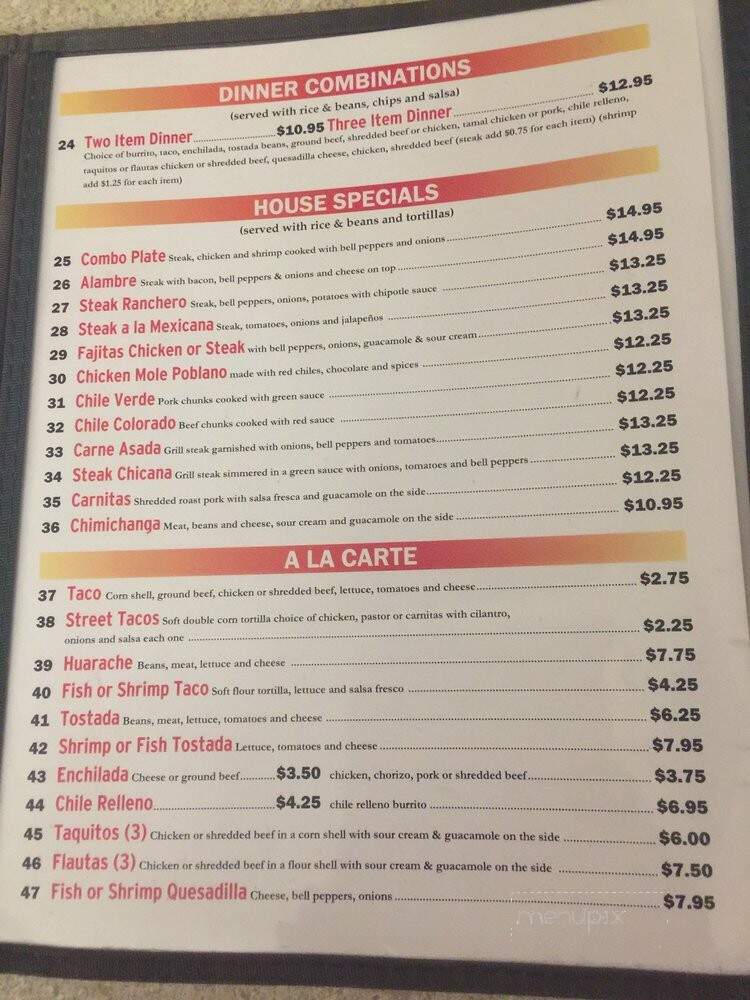 DINNER COMBINATIONS
(served with rice & beans, chips and salsa)
24 Two Item Dinner $10.95 Three Item Dinner $12.95
Choice of burrito, taco, enchilada, tostada beans, ground beef, shredded beef or chicken, tamal chicken or pork, chile relleno,
taquitos or flautas chicken or shredded beef, quesadilla cheese, chicken, shredded beef (steak add $0.75 for each item) (shrimp
add $1.25 for each item)
HOUSE SPECIALS
(served with rice & beans and tortillas)
25 Combo Plate Steak, chicken and shrimp cooked with bell peppers and onions $14.95
26 Alambre Steak with bacon, bell peppers & onions and cheese on top $14.95
27 Steak Ranchero Steak, bell peppers, onions, potatoes with chipotle sauce $13.25
28 Steak a la Mexicana Steak, tomatoes, onions and jalapeños $13.25
29 Fajitas Chicken or Steak with bell peppers, onions, guacamole & sour cream $13.25
30 Chicken Mole Poblano made with red chiles, chocolate and spices $12.25
31 Chile Verde Pork chunks cooked with green sauce $12.25
32 Chile Colorado Beef chunks cooked with red sauce $12.25
33 Carne Asada Grill steak garnished with onions, bell peppers and tomatoes $13.25
34 Steak Chicana Grill steak simmered in a green sauce with onions, tomatoes and bell peppers $13.25
35 Carnitas Shredded roast pork with salsa fresca and guacamole on the side $12.25
36 Chimichanga Meat, beans and cheese, sour cream and guacamole on the side $10.95
A LA CARTE
37 Taco Corn shell, ground beef, chicken or shredded beef, lettuce, tomatoes and cheese $2.75
38 Street Tacos Soft double corn tortilla choice of chicken, pastor or carnitas with cilantro,
onions and salsa each one $2.25
39 Huarache Beans, meat, lettuce and cheese $7.75
40 Fish or Shrimp Taco Soft flour tortilla, lettuce and salsa fresco $4.25
41 Tostada Beans, meat, lettuce, tomatoes and cheese $6.25
42 Shrimp or Fish Tostada Lettuce, tomatoes and cheese $7.95
43 Enchilada Cheese or ground beef $3.50 chicken, chorizo, pork or shredded beef $3.75
44 Chile Relleno $4.25 chile relleno burrito $6.95
45 Taquitos (3) Chicken or shredded beef in a corn shell with sour cream & guacamole on the side $6.00
46 Flautas (3) Chicken or shredded beef in a flour shell with sour cream & guacamole on the side $7.50
47 Fish or Shrimp Quesadilla Cheese, bell peppers, onions $7.95
menupix